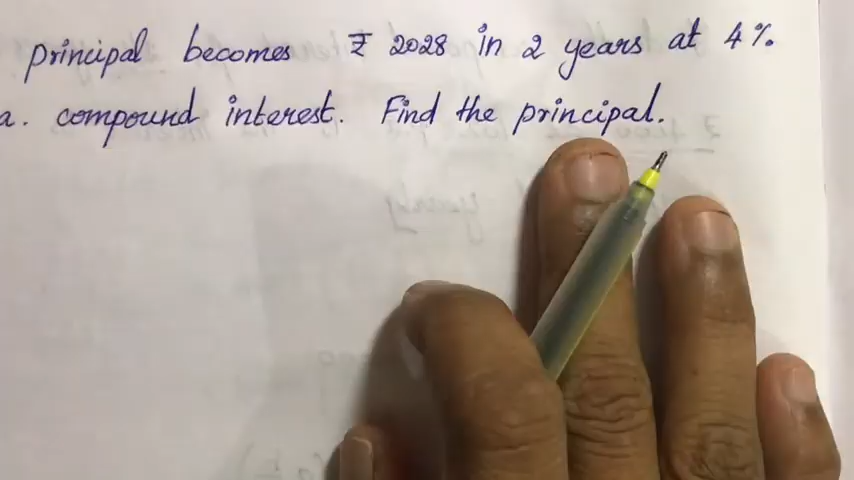 principal becomes ₹ 2028 in 2 years at 4%.
a. compound interest. Find the principal.